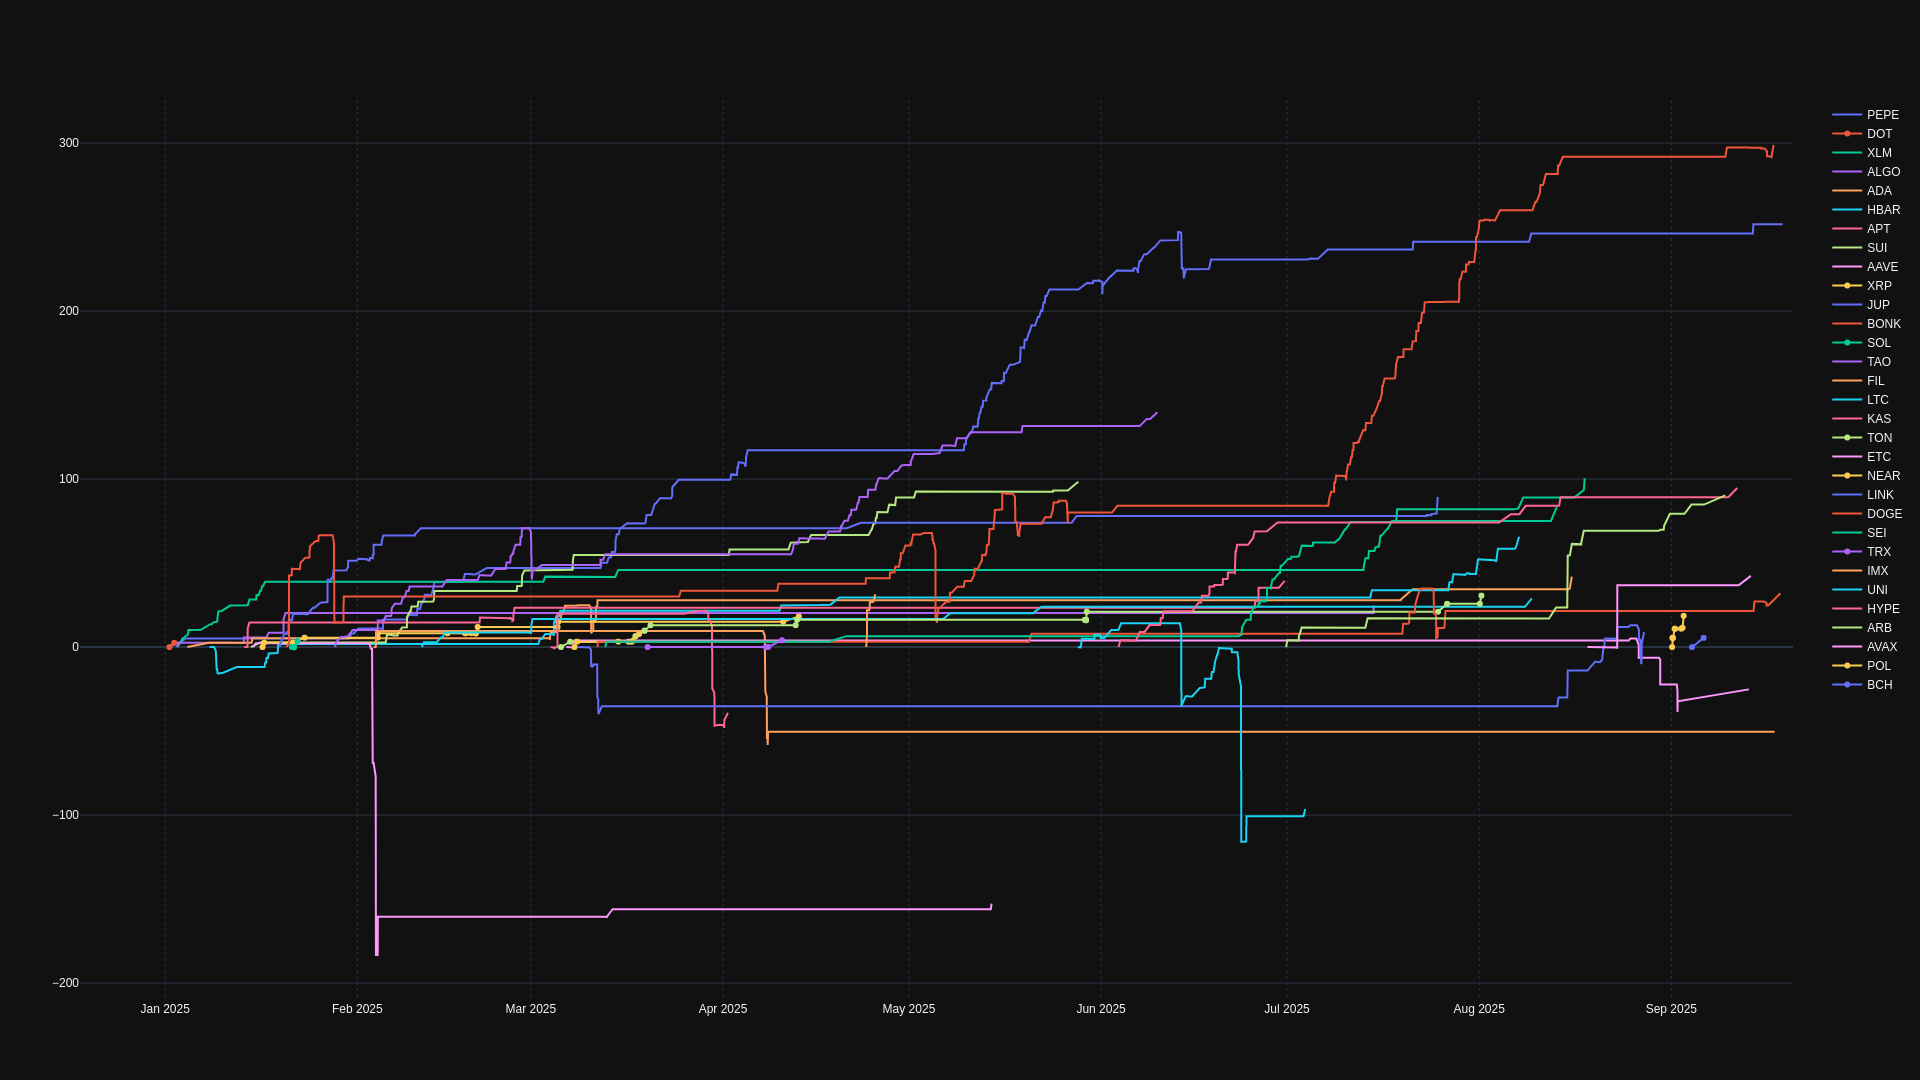 300
200
100
0
−100
−200
Jan 2025
Feb 2025
Mar 2025
Apr 2025
May 2025
Jun 2025
Jul 2025
Aug 2025
Sep 2025
PEPE
DOT
XLM
ALGO
ADA
HBAR
APT
SUI
AAVE
XRP
JUP
BONK
SOL
TAO
FIL
LTC
KAS
TON
ETC
NEAR
LINK
DOGE
SEI
TRX
IMX
UNI
HYPE
ARB
AVAX
POL
BCH